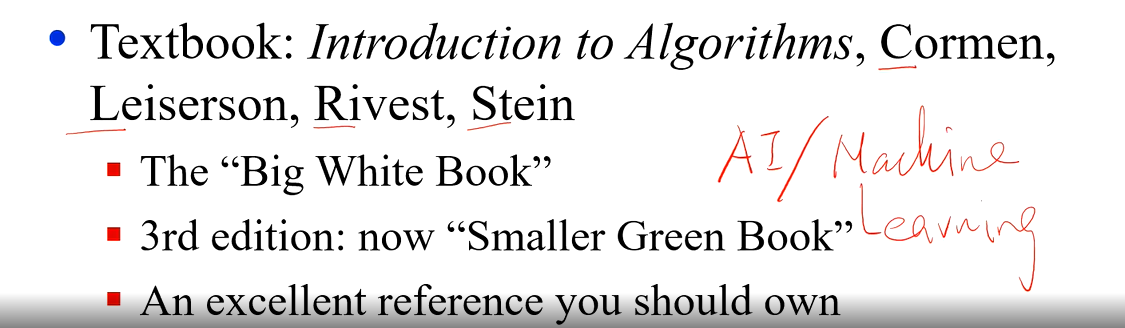 Textbook: Introduction to Algorithms, Cormen,
Leiserson, Rivest, Stein
The “Big White Book”
AI/Machine
Learning
3rd edition: now “Smaller Green Book”
An excellent reference you should own